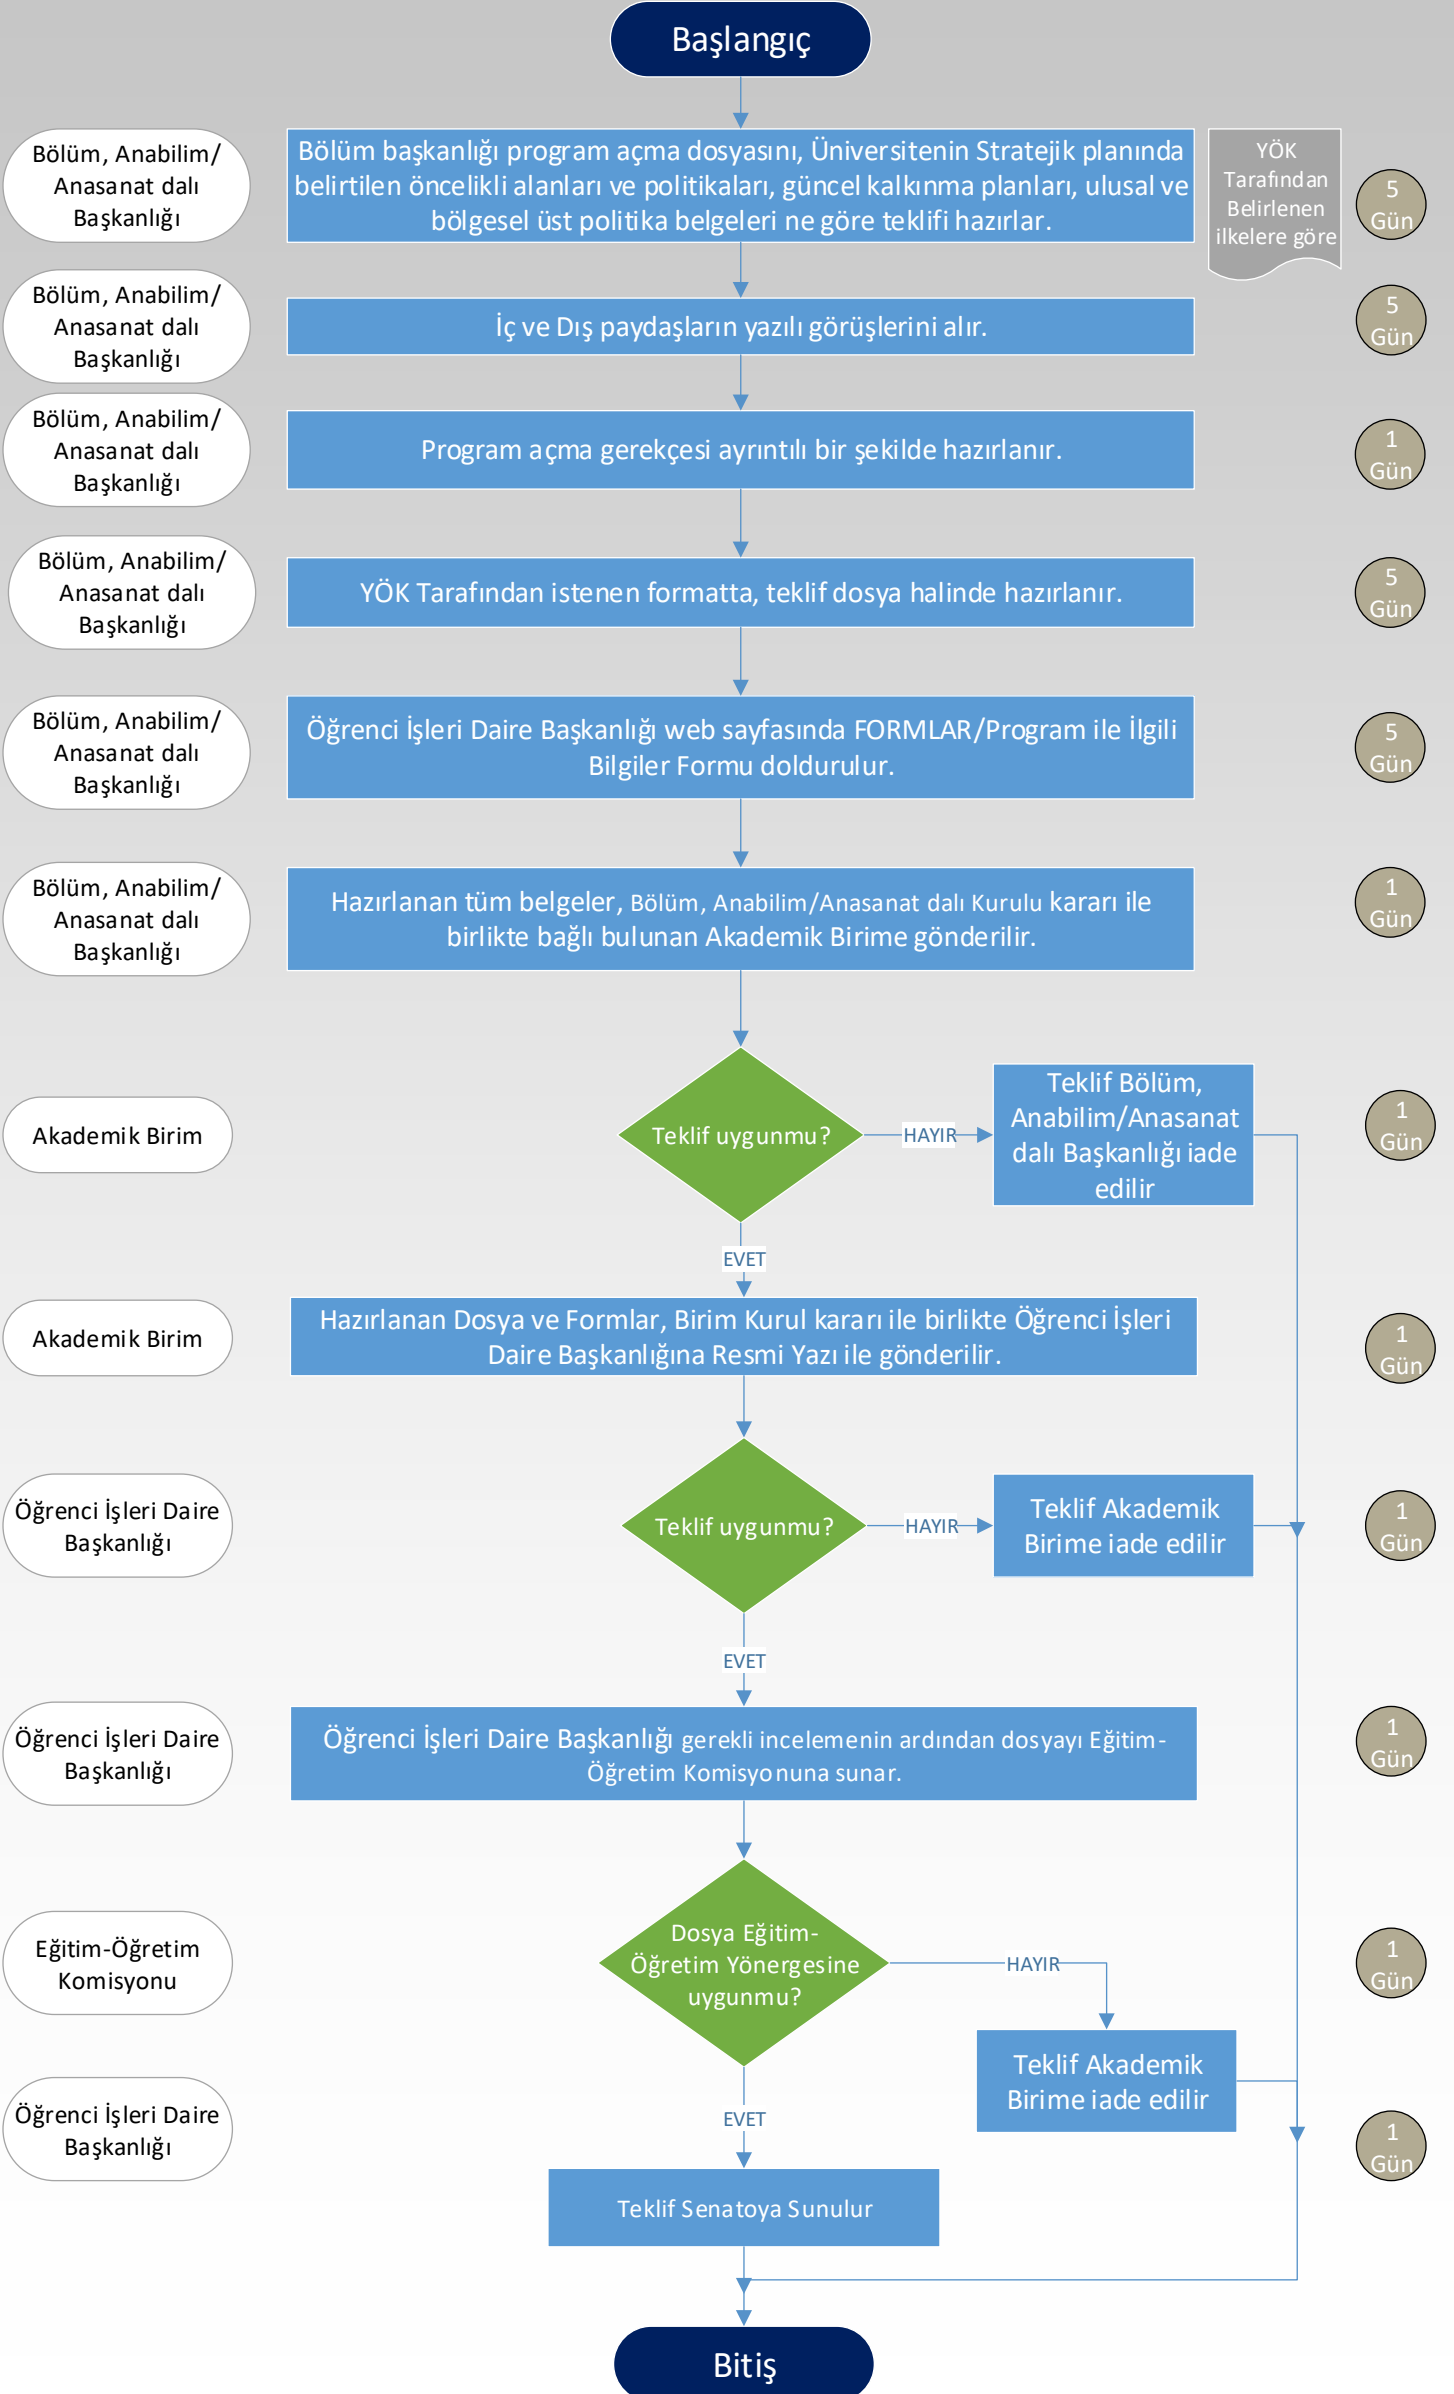 Başlangıç
Bölüm, Anabilim/
Anasanat dalı
Başkanlığı
Bölüm başkanlığı program açma dosyasını, Üniversitenin Stratejik planında
belirtilen öncelikli alanları ve politikaları, güncel kalkınma planları, ulusal ve
bölgesel üst politika belgeleri ne göre teklifi hazırlar.
YÖK
Tarafından
Belirlenen
ilkelere göre
5
Gün
Bölüm, Anabilim/
Anasanat dalı
Başkanlığı
İç ve Dış paydaşların yazılı görüşlerini alır.
5
Gün
Bölüm, Anabilim/
Anasanat dalı
Başkanlığı
Program açma gerekçesi ayrıntılı bir şekilde hazırlanır.
1
Gün
Bölüm, Anabilim/
Anasanat dalı
Başkanlığı
YÖK Tarafından istenen formatta, teklif dosya halinde hazırlanır.
5
Gün
Bölüm, Anabilim/
Anasanat dalı
Başkanlığı
Öğrenci İşleri Daire Başkanlığı web sayfasında FORMLAR/Program ile İlgili
Bilgiler Formu doldurulur.
5
Gün
Bölüm, Anabilim/
Anasanat dalı
Başkanlığı
Hazırlanan tüm belgeler, Bölüm, Anabilim/Anasanat dalı Kurulu kararı ile
birlikte bağlı bulunan Akademik Birime gönderilir.
1
Gün
Akademik Birim
Teklif uygunmu?
HAYIR
Teklif Bölüm,
Anabilim/Anasanat
dalı Başkanlığı iade
edilir
1
Gün
EVET
Akademik Birim
Hazırlanan Dosya ve Formlar, Birim Kurul kararı ile birlikte Öğrenci İşleri
Daire Başkanlığına Resmi Yazı ile gönderilir.
1
Gün
Öğrenci İşleri Daire
Başkanlığı
Teklif uygunmu?
HAYIR
Teklif Akademik
Birime iade edilir
1
Gün
EVET
Öğrenci İşleri Daire
Başkanlığı
Öğrenci İşleri Daire Başkanlığı gerekli incelemenin ardından dosyayı Eğitim-
Öğretim Komisyonuna sunar.
1
Gün
Eğitim-Öğretim
Komisyonu
Dosya Eğitim-
Öğretim Yönergesine
uygunmu?
HAYIR
1
Gün
Teklif Akademik
Birime iade edilir
Öğrenci İşleri Daire
Başkanlığı
EVET
1
Gün
Teklif Senatoya Sunulur
Bitiş